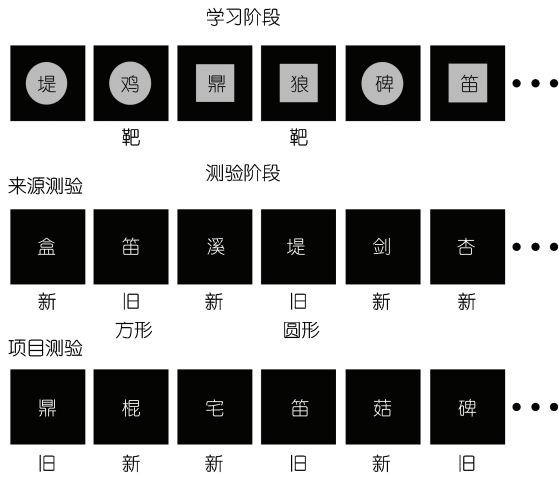 学习阶段
堤 鸡 鼎 狼 碑 笛
靶 靶
测验阶段
来源测验
盒 笛 溪 堤 剑 杏
新 旧 新 旧 新 新
方形 圆形
项目测验
鼎 棍 宅 笛 菇 碑
旧 新 新 旧 新 旧